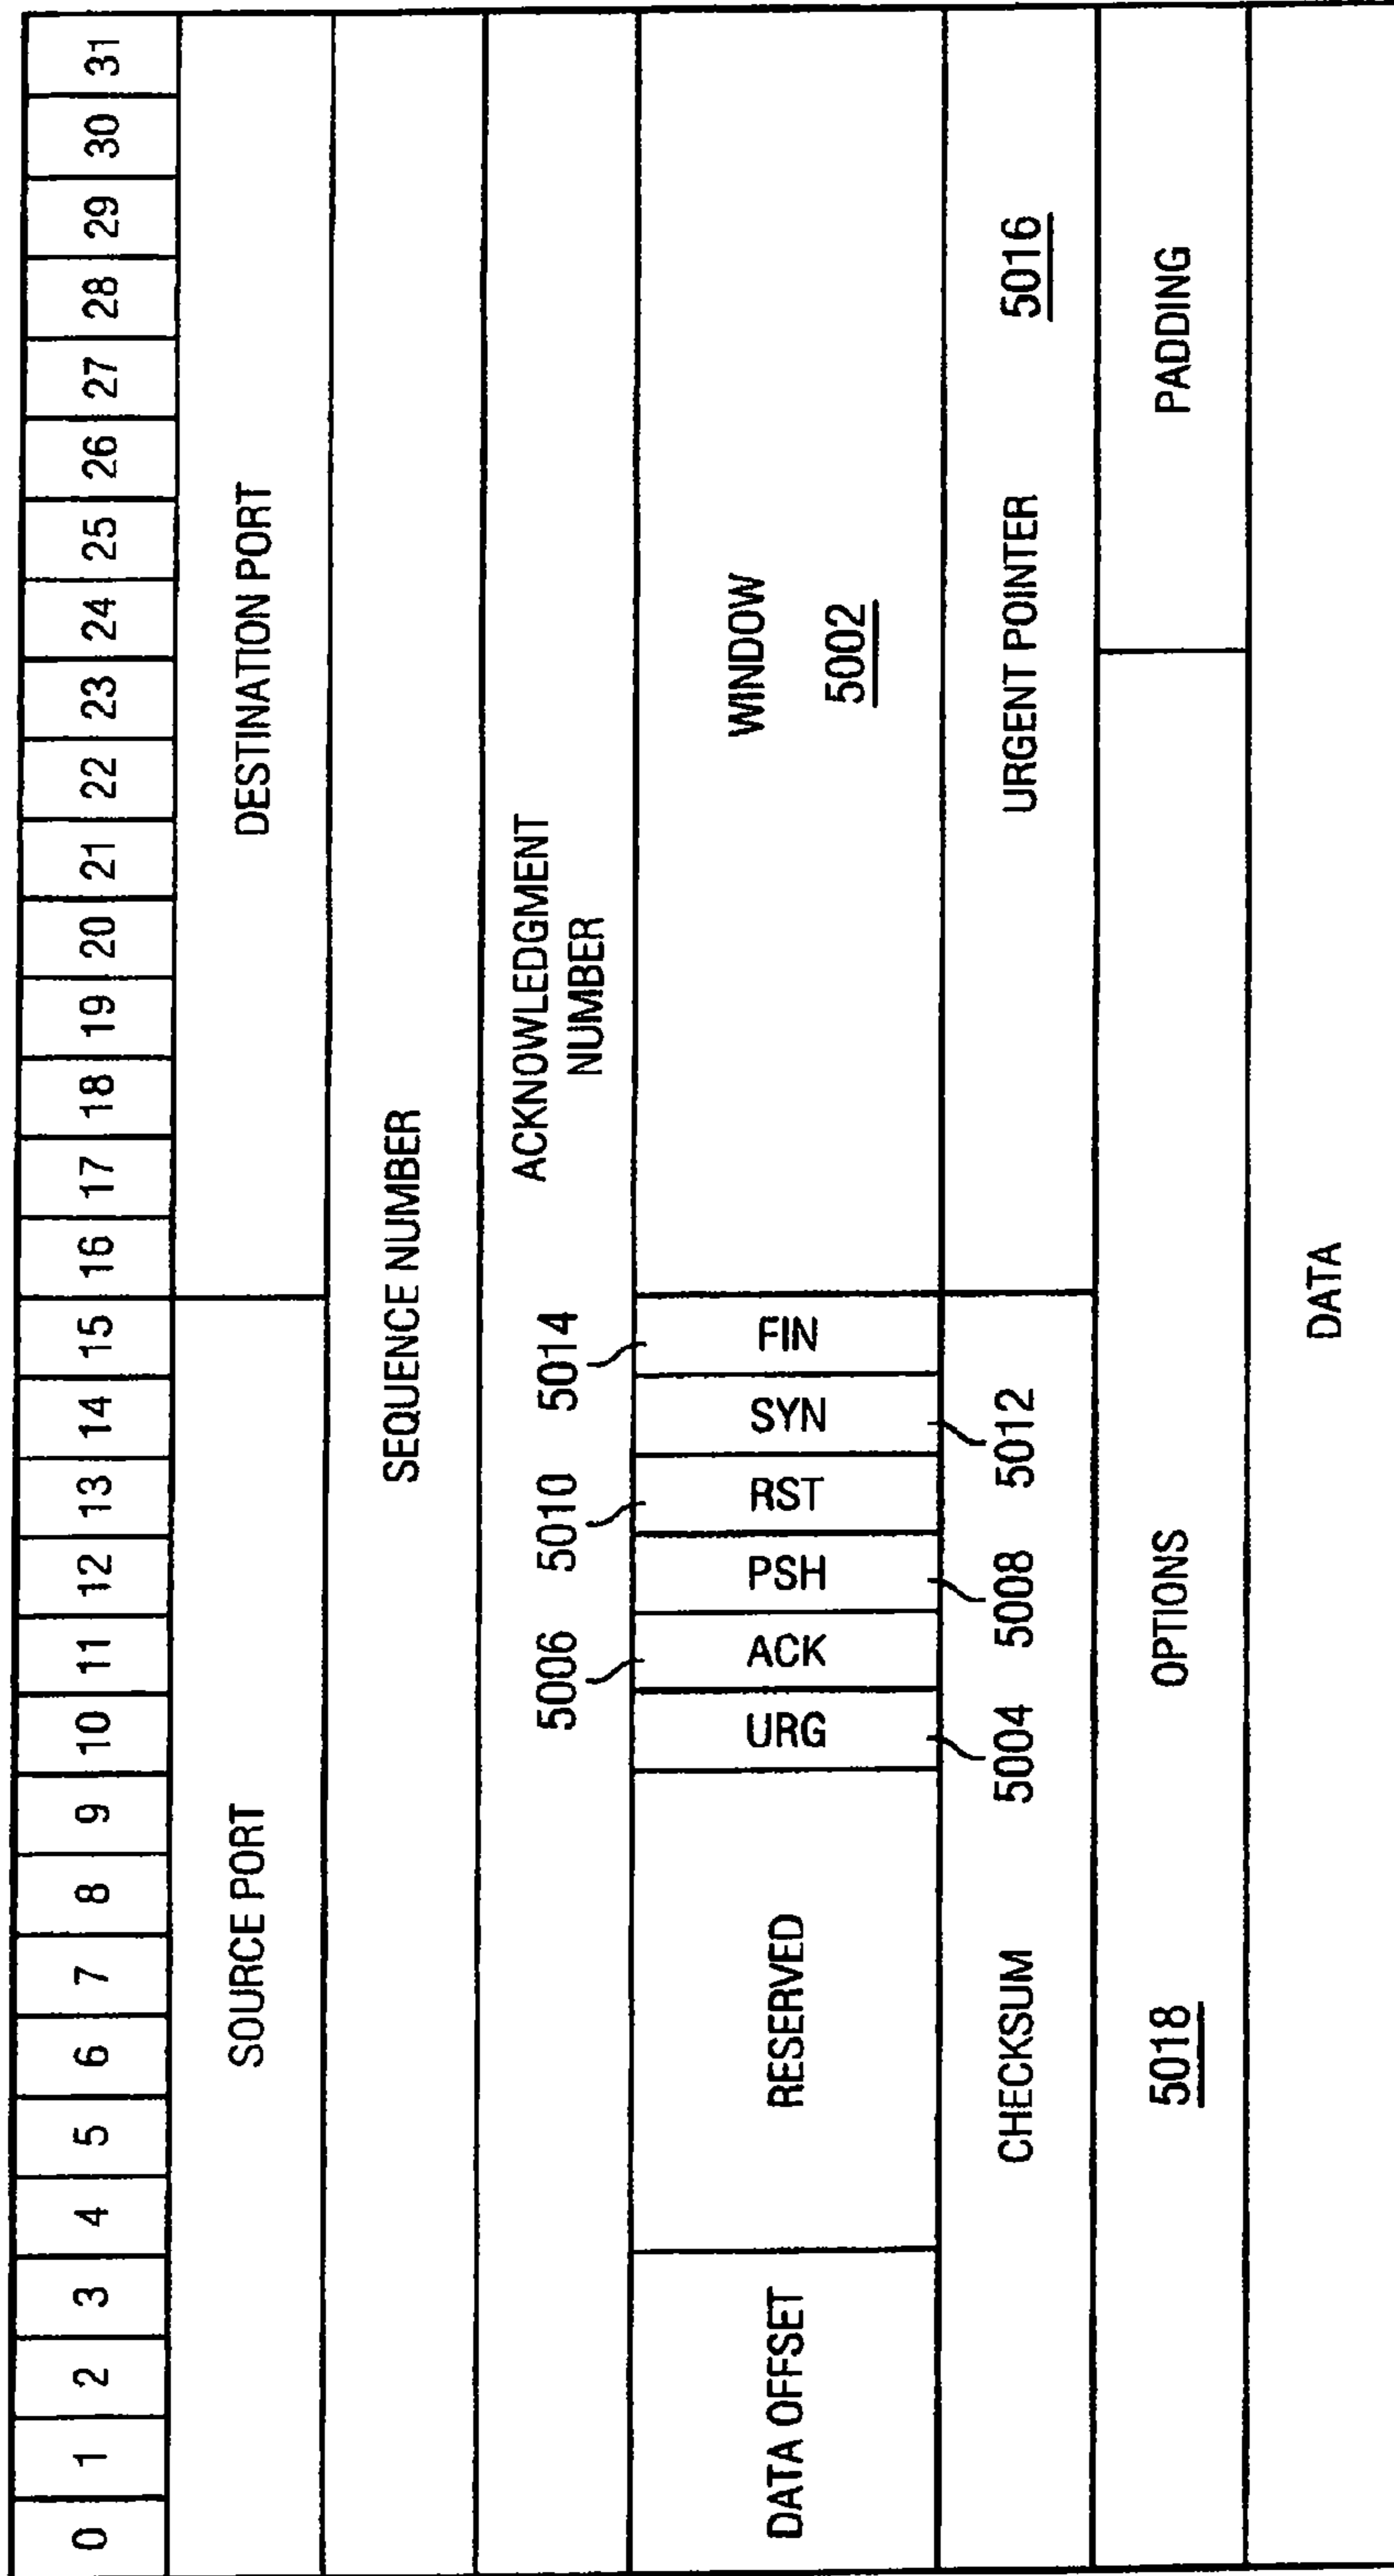 0 1 2 3 4 5 6 7 8 9 10 11 12 13 14 15 16 17 18 19 20 21 22 23 24 25 26 27 28 29 30 31
SOURCE PORT DESTINATION PORT
SEQUENCE NUMBER
ACKNOWLEDGMENT
NUMBER
5006 5010 5014
DATA OFFSET RESERVED URG ACK PSH RST SYN FIN WINDOW
5002
5004 5008 5012
CHECKSUM URGENT POINTER 5016
5018 OPTIONS PADDING
DATA